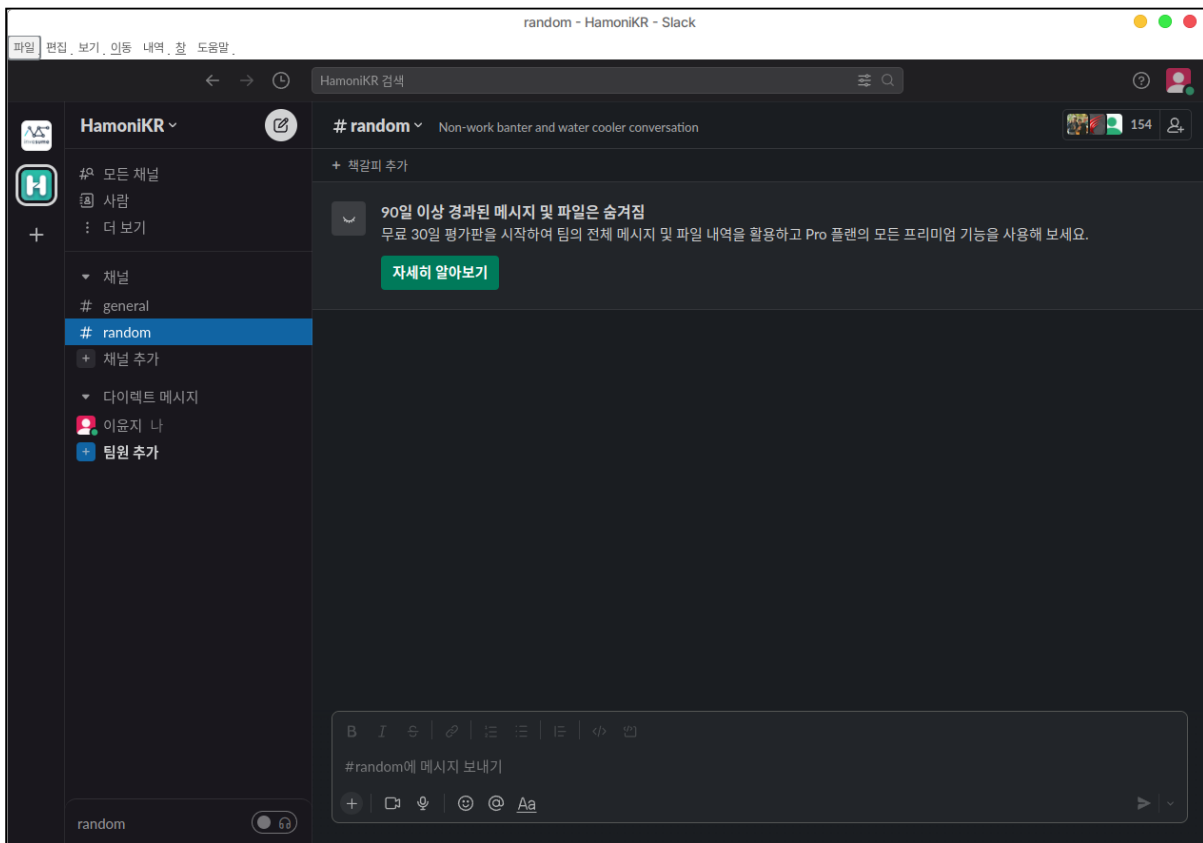 random - HamoniKR - Slack
파일 편집 보기 이동 내역 창 도움말
HamoniKR 검색
HamoniKR
# random Non-work banter and water cooler conversation
154
+ 책갈피 추가
모든 채널
사람
더 보기
90일 이상 경과된 메시지 및 파일은 숨겨짐
무료 30일 평가판을 시작하여 팀의 전체 메시지 및 파일 내역을 활용하고 Pro 플랜의 모든 프리미엄 기능을 사용해 보세요.
자세히 알아보기
채널
# general
# random
+ 채널 추가
다이렉트 메시지
이윤지 나
+ 팀원 추가
B I S
#random에 메시지 보내기
@ Aa
random